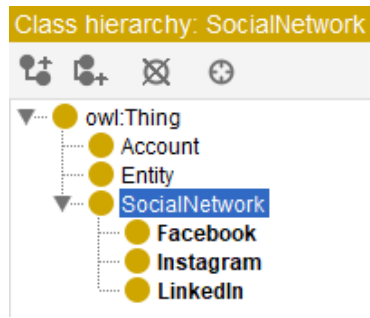 Class hierarchy: SocialNetwork
owl:Thing
Account
Entity
SocialNetwork
Facebook
Instagram
LinkedIn